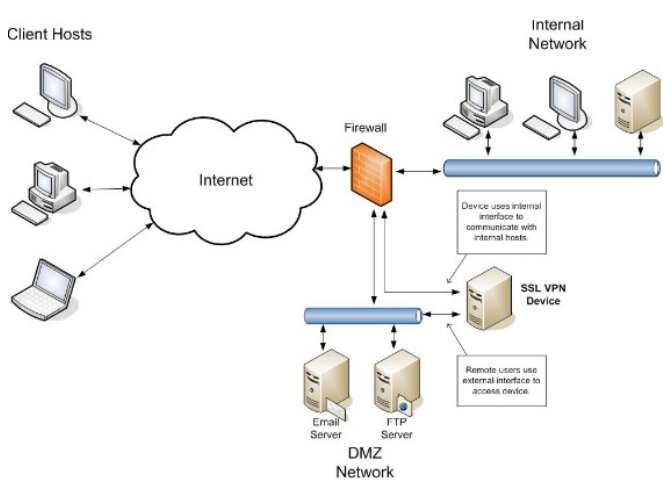 Client Hosts
Internal
Network
Firewall
Internet
Device uses internal
interface to
communicate with
internal hosts.
SSL VPN
Device
Remote users use
external interface to
access device.
Email
Server
FTP
Server
DMZ
Network